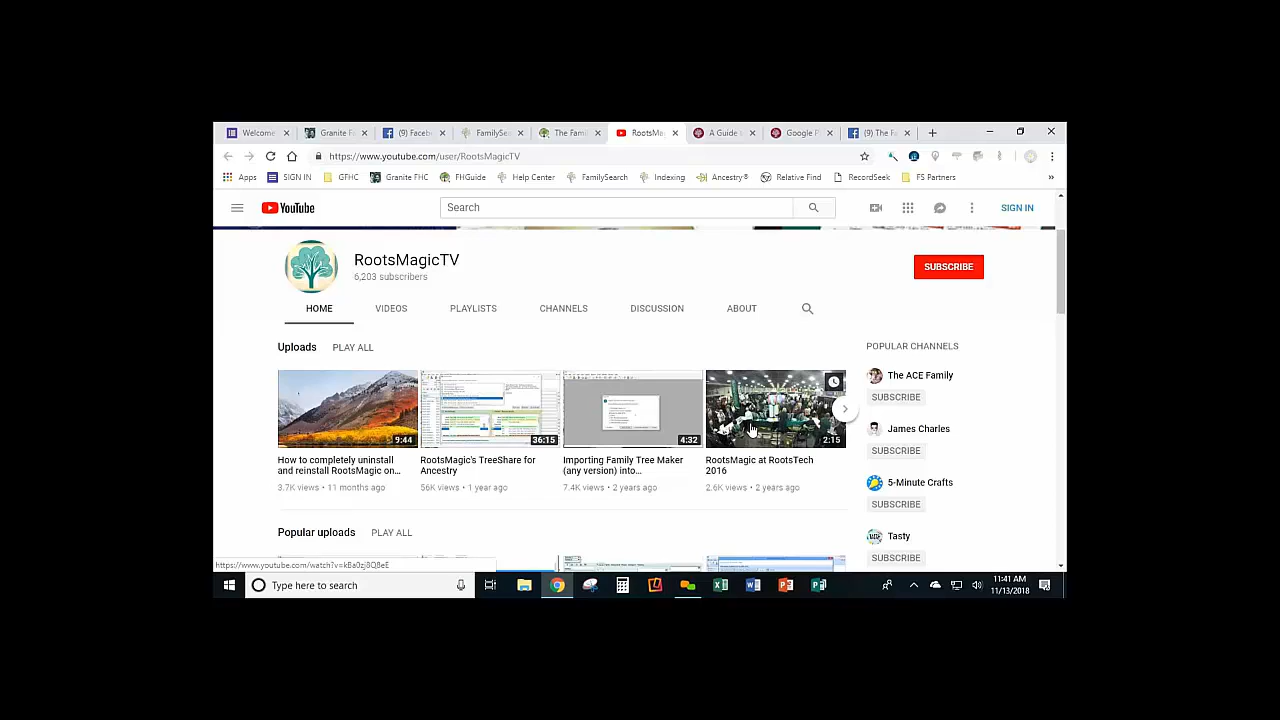 Welcome
Granite F
(9) Faceb
FamilySea
The Fami
RootsMag
A Guide t
Google P
(9) The F
https://www.youtube.com/user/RootsMagicTV
Apps
SIGN IN
GFHC
Granite FHC
FHGuide
Help Center
FamilySearch
Indexing
Ancestry®
Relative Find
RecordSeek
FS Partners
»
YouTube
Search
SIGN IN
RootsMagicTV
6,203 subscribers
SUBSCRIBE
HOME
VIDEOS
PLAYLISTS
CHANNELS
DISCUSSION
ABOUT
Uploads
PLAY ALL
9:44
36:15
4:32
2:15
How to completely uninstall
and reinstall RootsMagic on...
3.7K views • 11 months ago
RootsMagic's TreeShare for
Ancestry
56K views • 1 year ago
Importing Family Tree Maker
(any version) into...
7.4K views • 2 years ago
RootsMagic at RootsTech
2016
2.6K views • 2 years ago
POPULAR CHANNELS
The ACE Family
SUBSCRIBE
James Charles
SUBSCRIBE
5-Minute Crafts
SUBSCRIBE
Tasty
SUBSCRIBE
Popular uploads
PLAY ALL
https://www.youtube.com/watch?v=kBa0zj8Q8eE
Type here to search
11:41 AM
11/13/2018